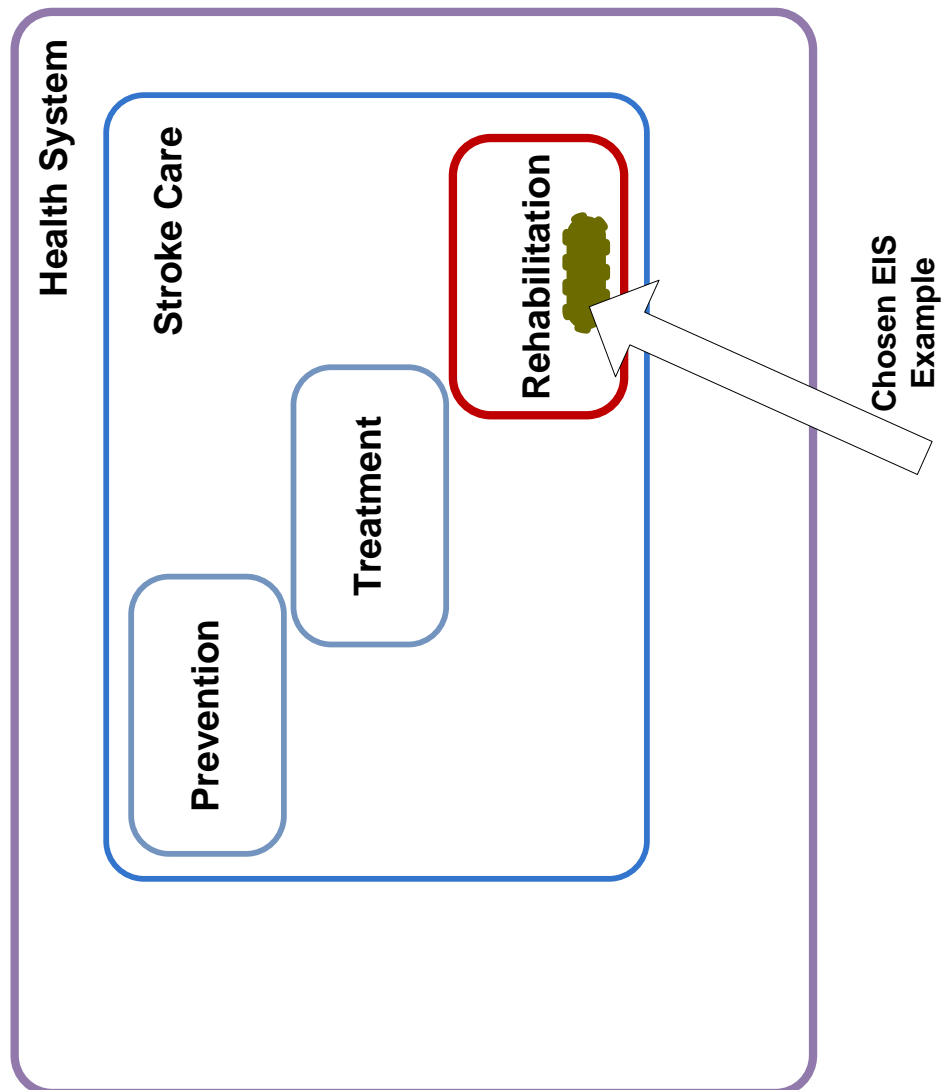 Health System
Stroke Care
Prevention
Treatment
Rehabilitation
Chosen EIS
Example